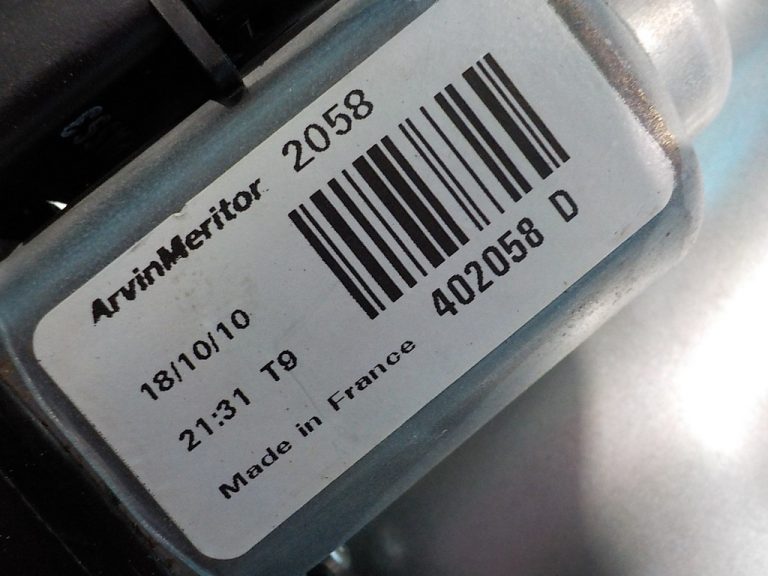 ArvinMeritor 2058
402058 D
18/10/10
21:31 T9
Made in France